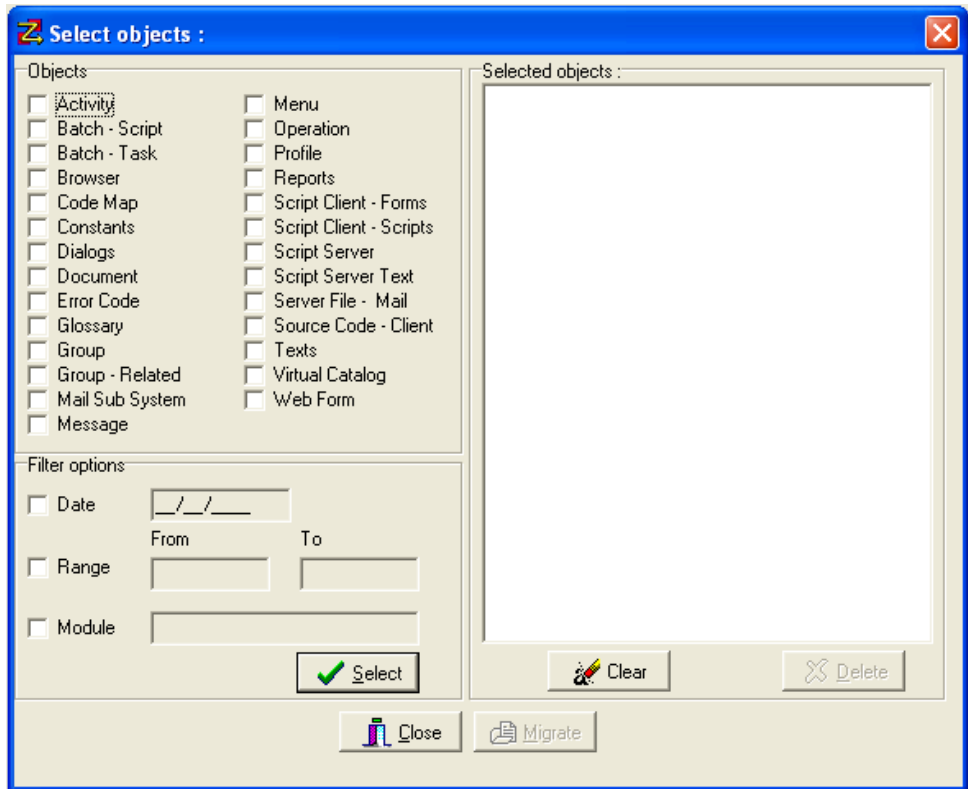 Select objects :
Objects
Activity
Batch - Script
Batch - Task
Browser
Code Map
Constants
Dialogs
Document
Error Code
Glossary
Group
Group - Related
Mail Sub System
Message
Menu
Operation
Profile
Reports
Script Client - Forms
Script Client - Scripts
Script Server
Script Server Text
Server File -  Mail
Source Code - Client
Texts
Virtual Catalog
Web Form
Filter options
Date __/__/____
From To
Range
Module
Select
Selected objects :
Clear Delete
Close Migrate